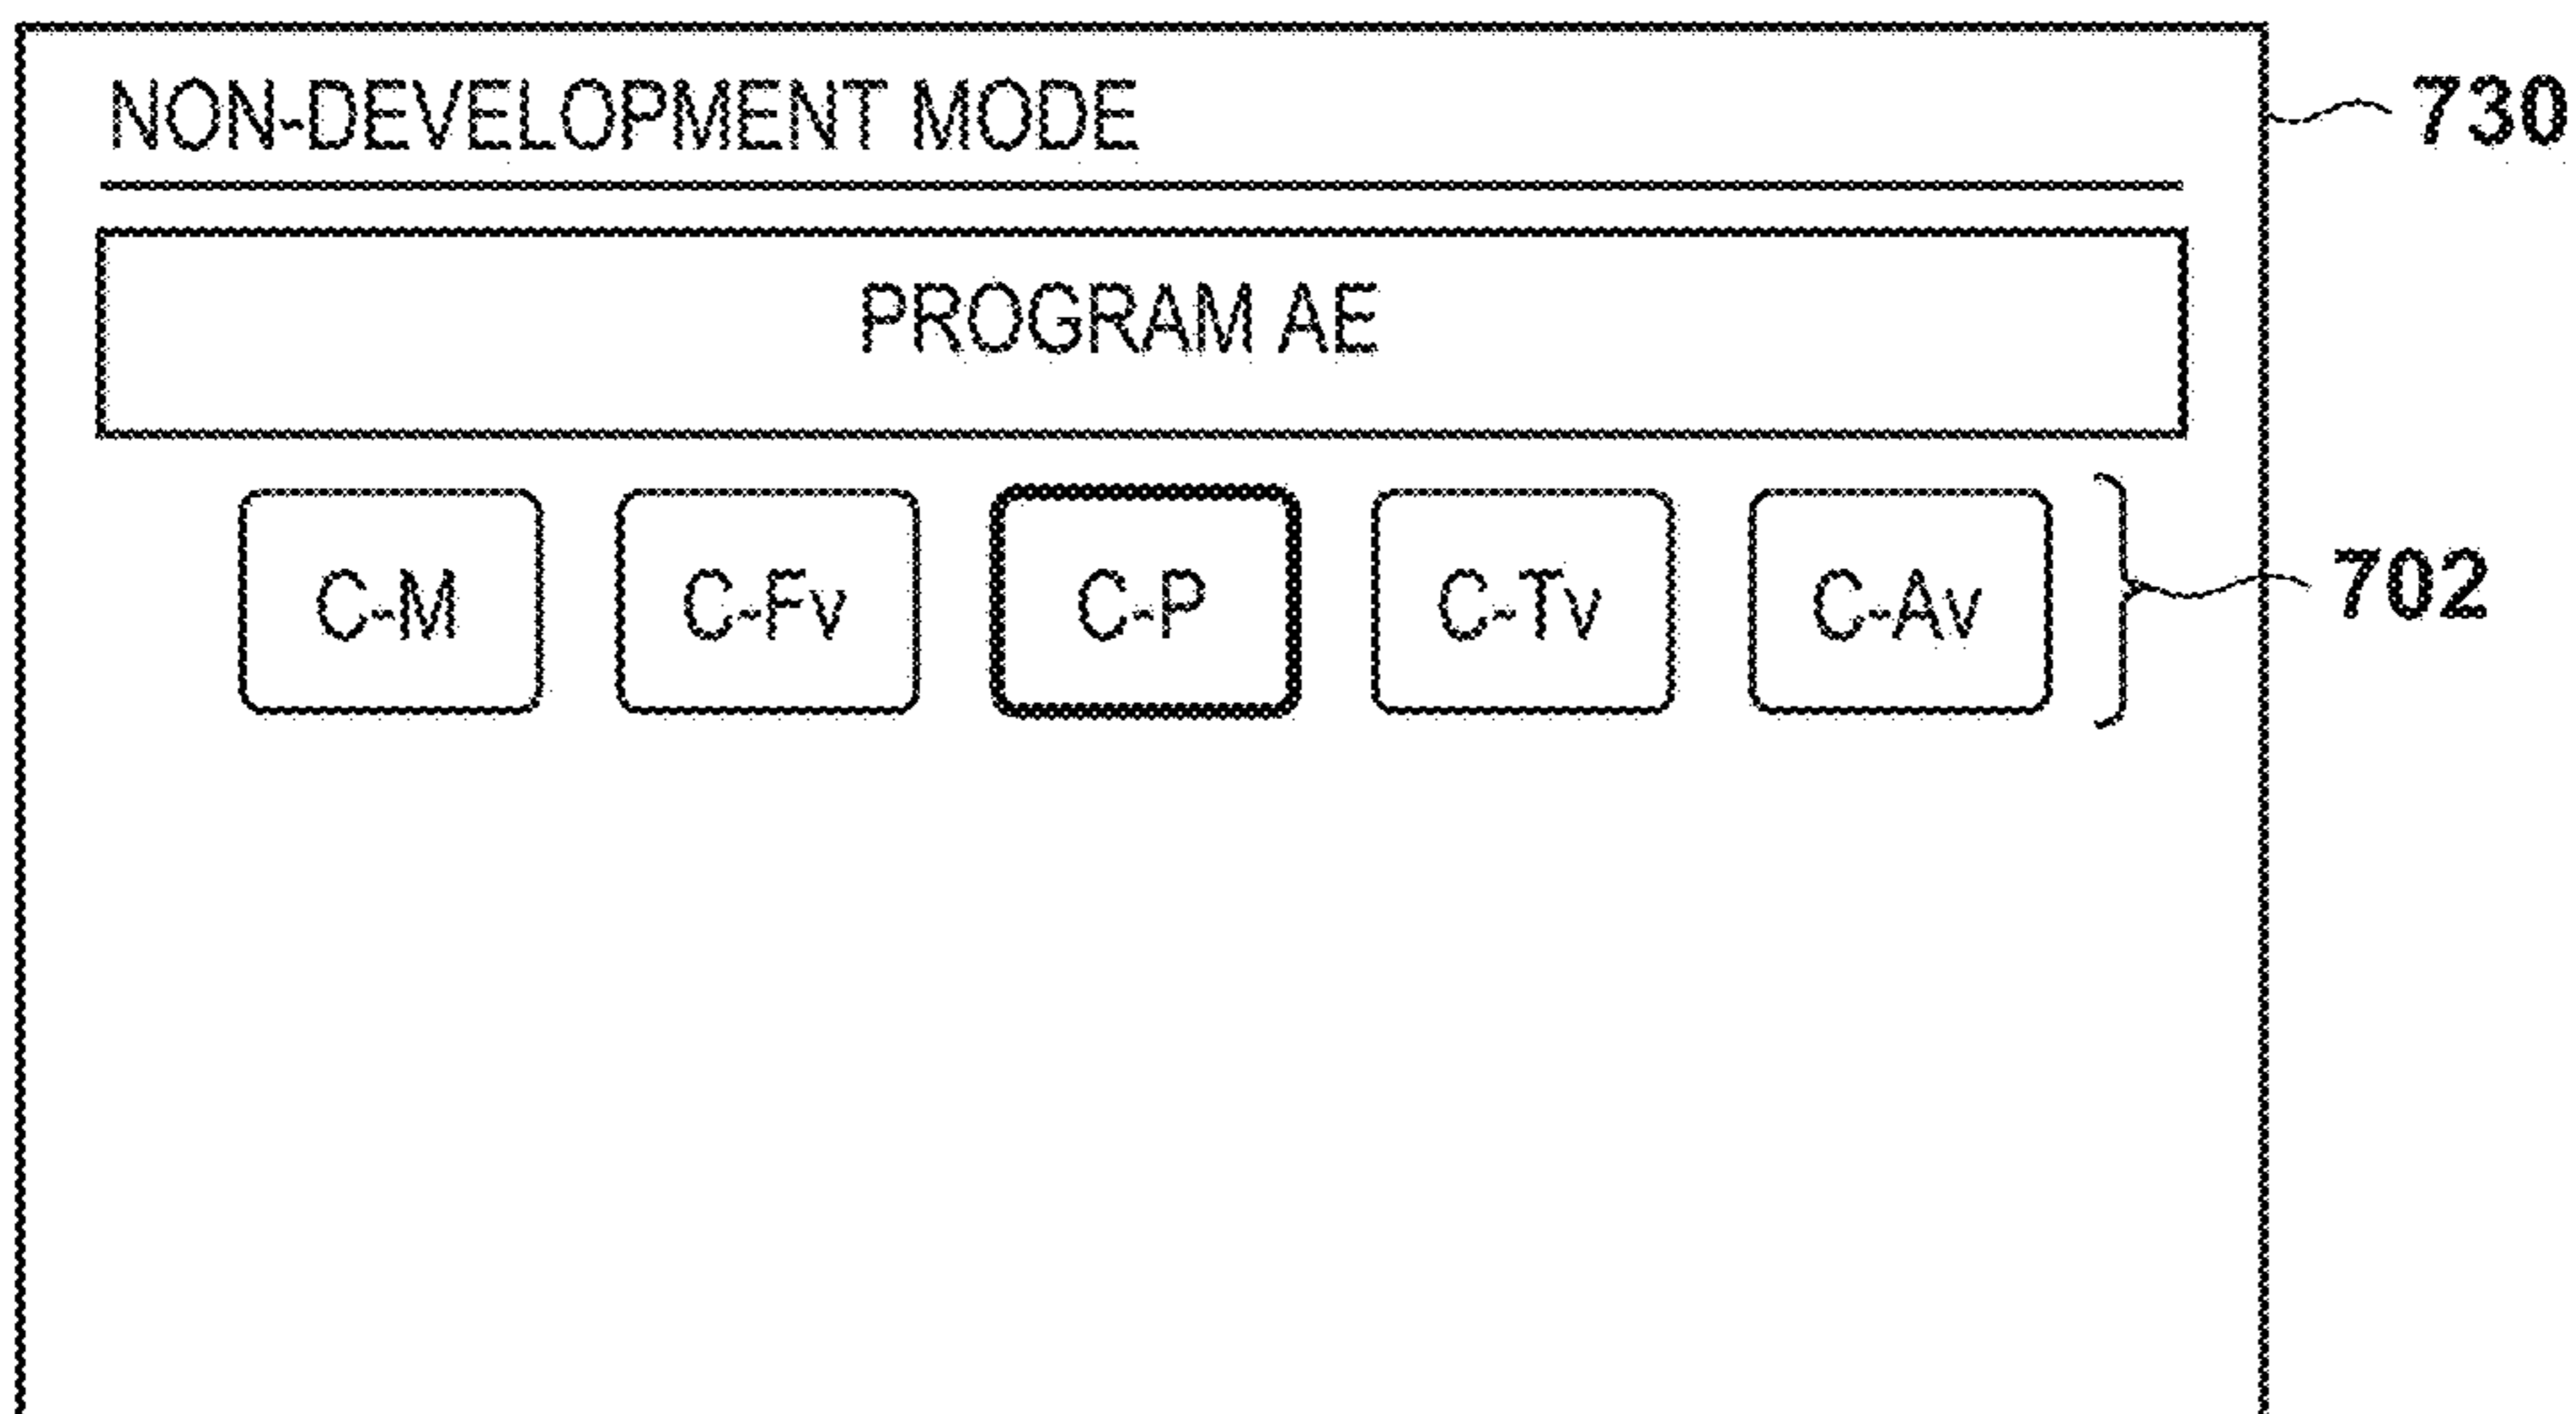 NON-DEVELOPMENT MODE
730
PROGRAM AE
C-M C-Fv C-P C-Tv C-Av
702